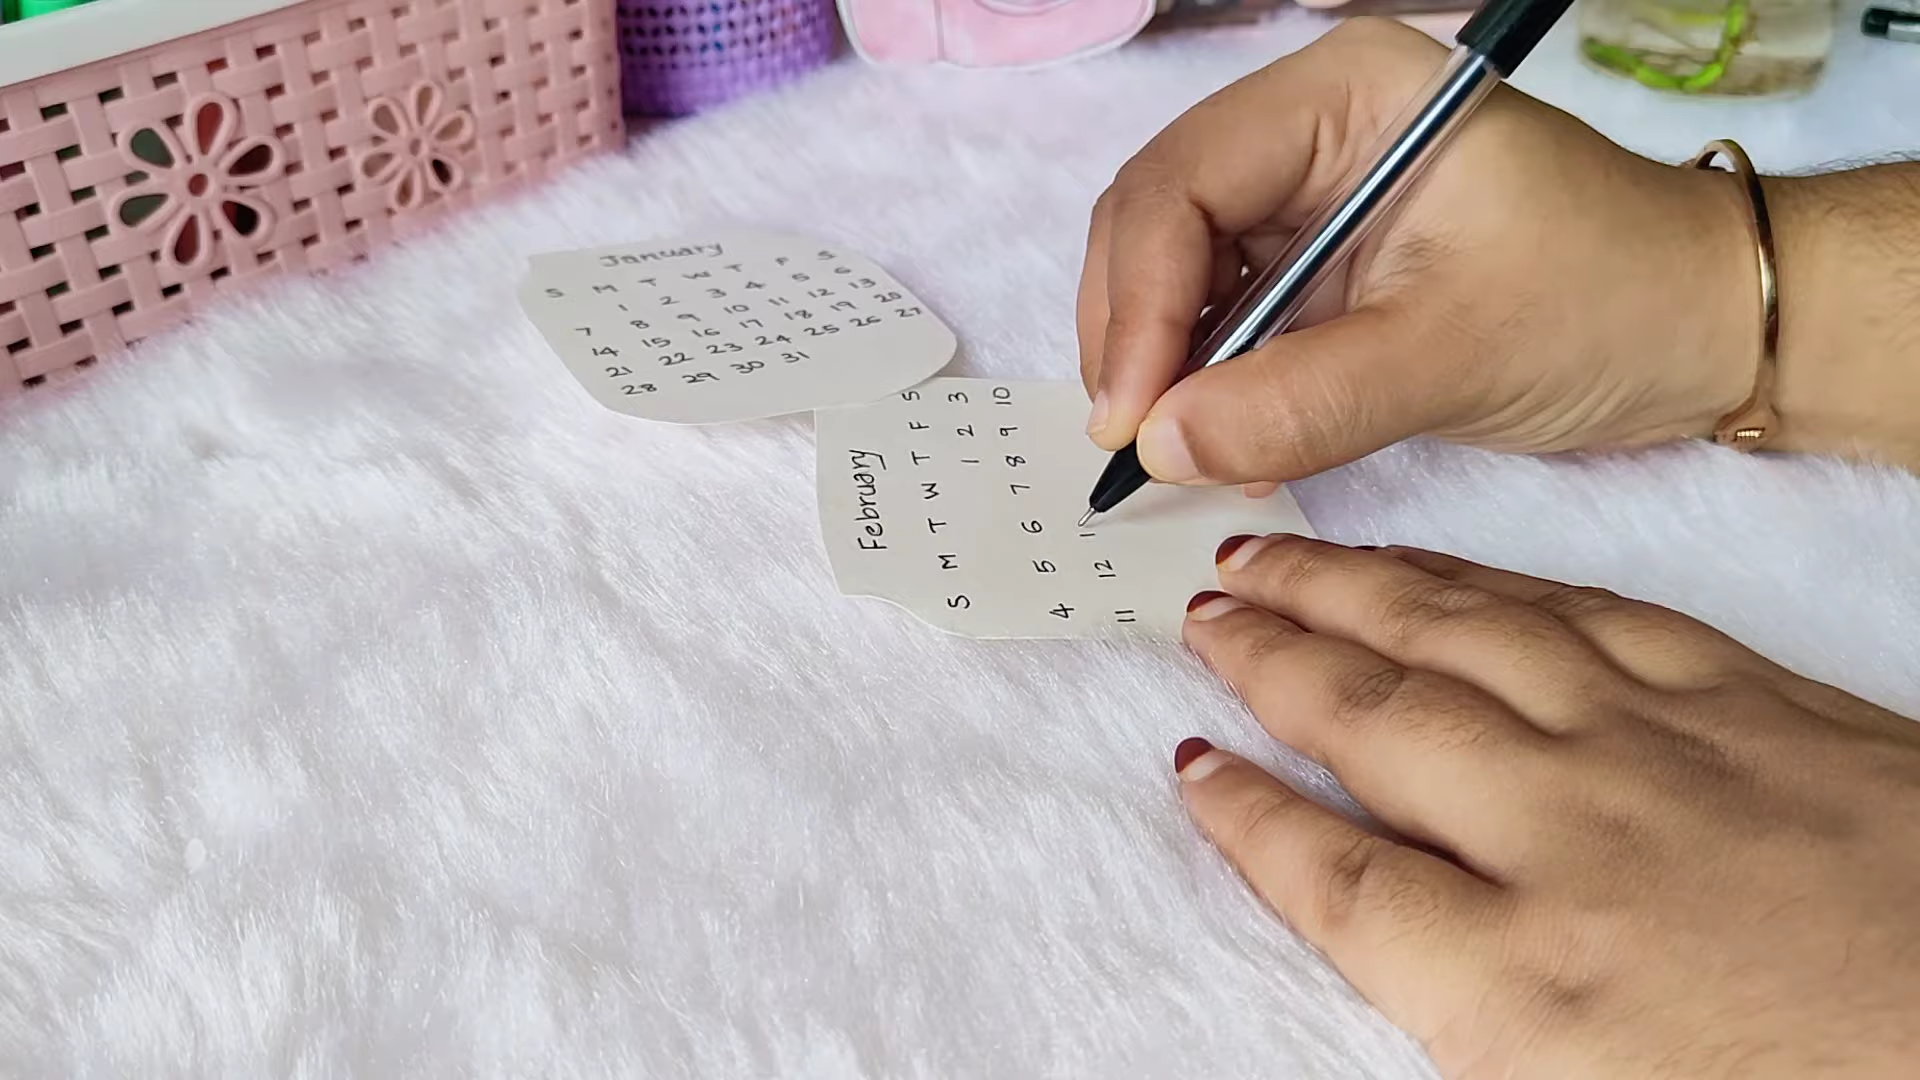 January
S M T W T F S
1 2 3 4 5 6
7 8 9 10 11 12 13
14 15 16 17 18 19 20
21 22 23 24 25 26 27
28 29 30 31
February
S M T W T F S
1 2 3
4 5 6 7 8 9 10
11 12 1